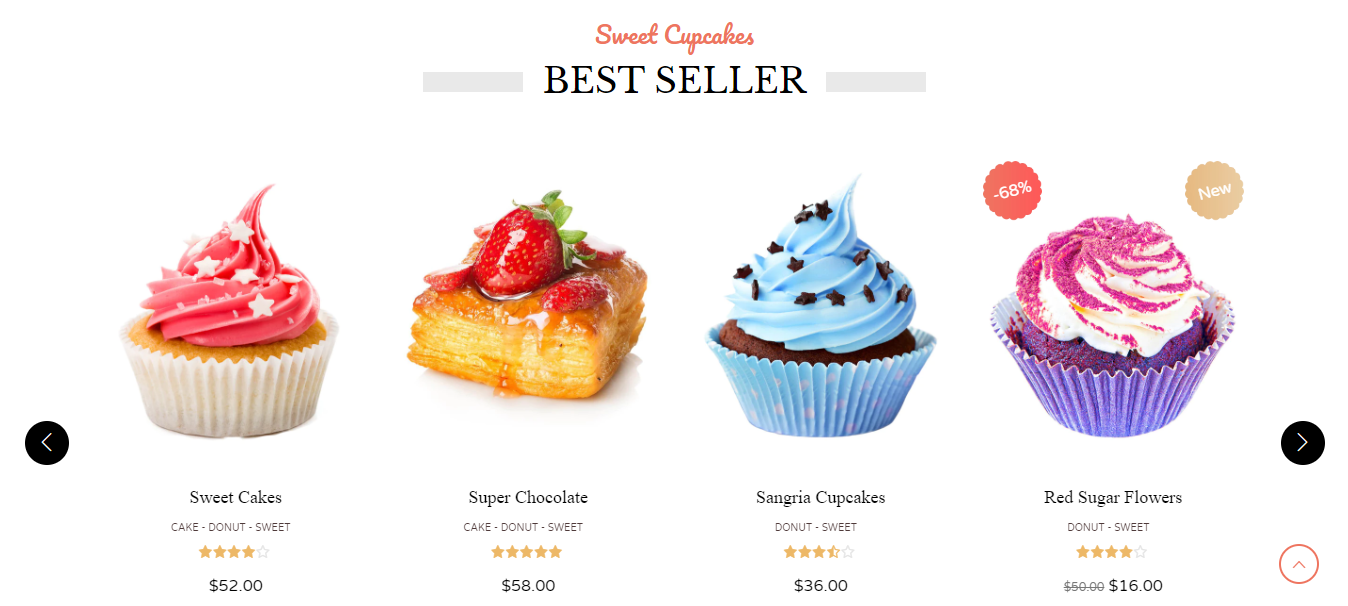 Sweet Cupcakes
BEST SELLER
-68%
New
Sweet Cakes
CAKE - DONUT - SWEET
$52.00
Super Chocolate
CAKE - DONUT - SWEET
$58.00
Sangria Cupcakes
DONUT - SWEET
$36.00
Red Sugar Flowers
DONUT - SWEET
$50.00 $16.00